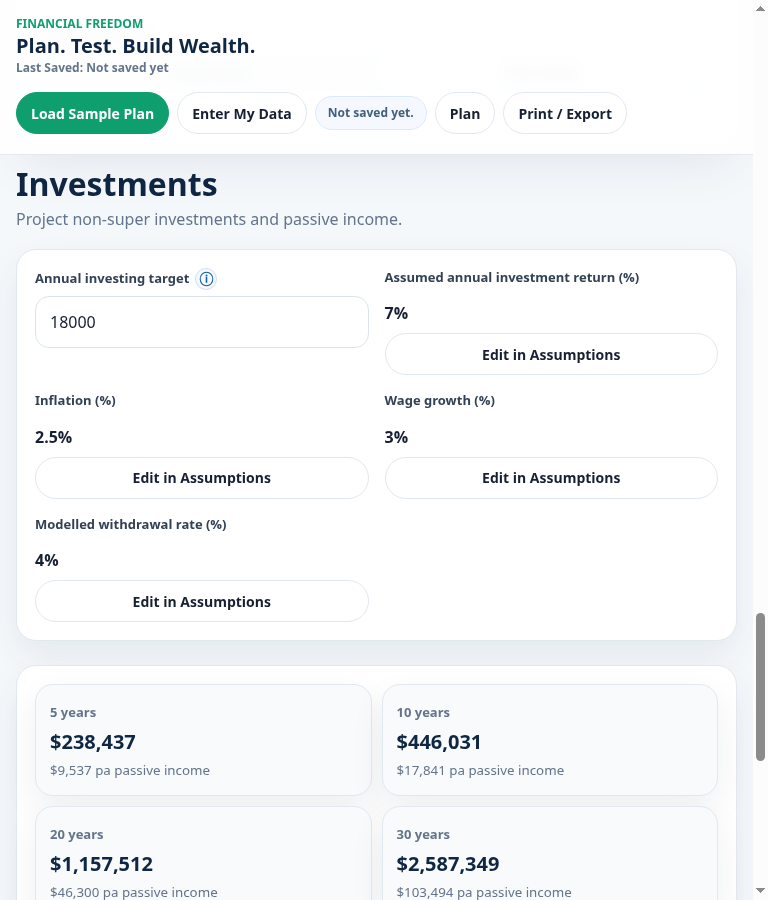 FINANCIAL FREEDOM
Plan. Test. Build Wealth.
Last Saved: Not saved yet
Load Sample Plan
Enter My Data
Not saved yet.
Plan
Print / Export
Investments
Project non-super investments and passive income.
Annual investing target ⓘ
18000
Assumed annual investment return (%)
7%
Edit in Assumptions
Inflation (%)
2.5%
Edit in Assumptions
Wage growth (%)
3%
Edit in Assumptions
Modelled withdrawal rate (%)
4%
Edit in Assumptions
5 years
$238,437
$9,537 pa passive income
10 years
$446,031
$17,841 pa passive income
20 years
$1,157,512
$46,300 pa passive income
30 years
$2,587,349
$103,494 pa passive income